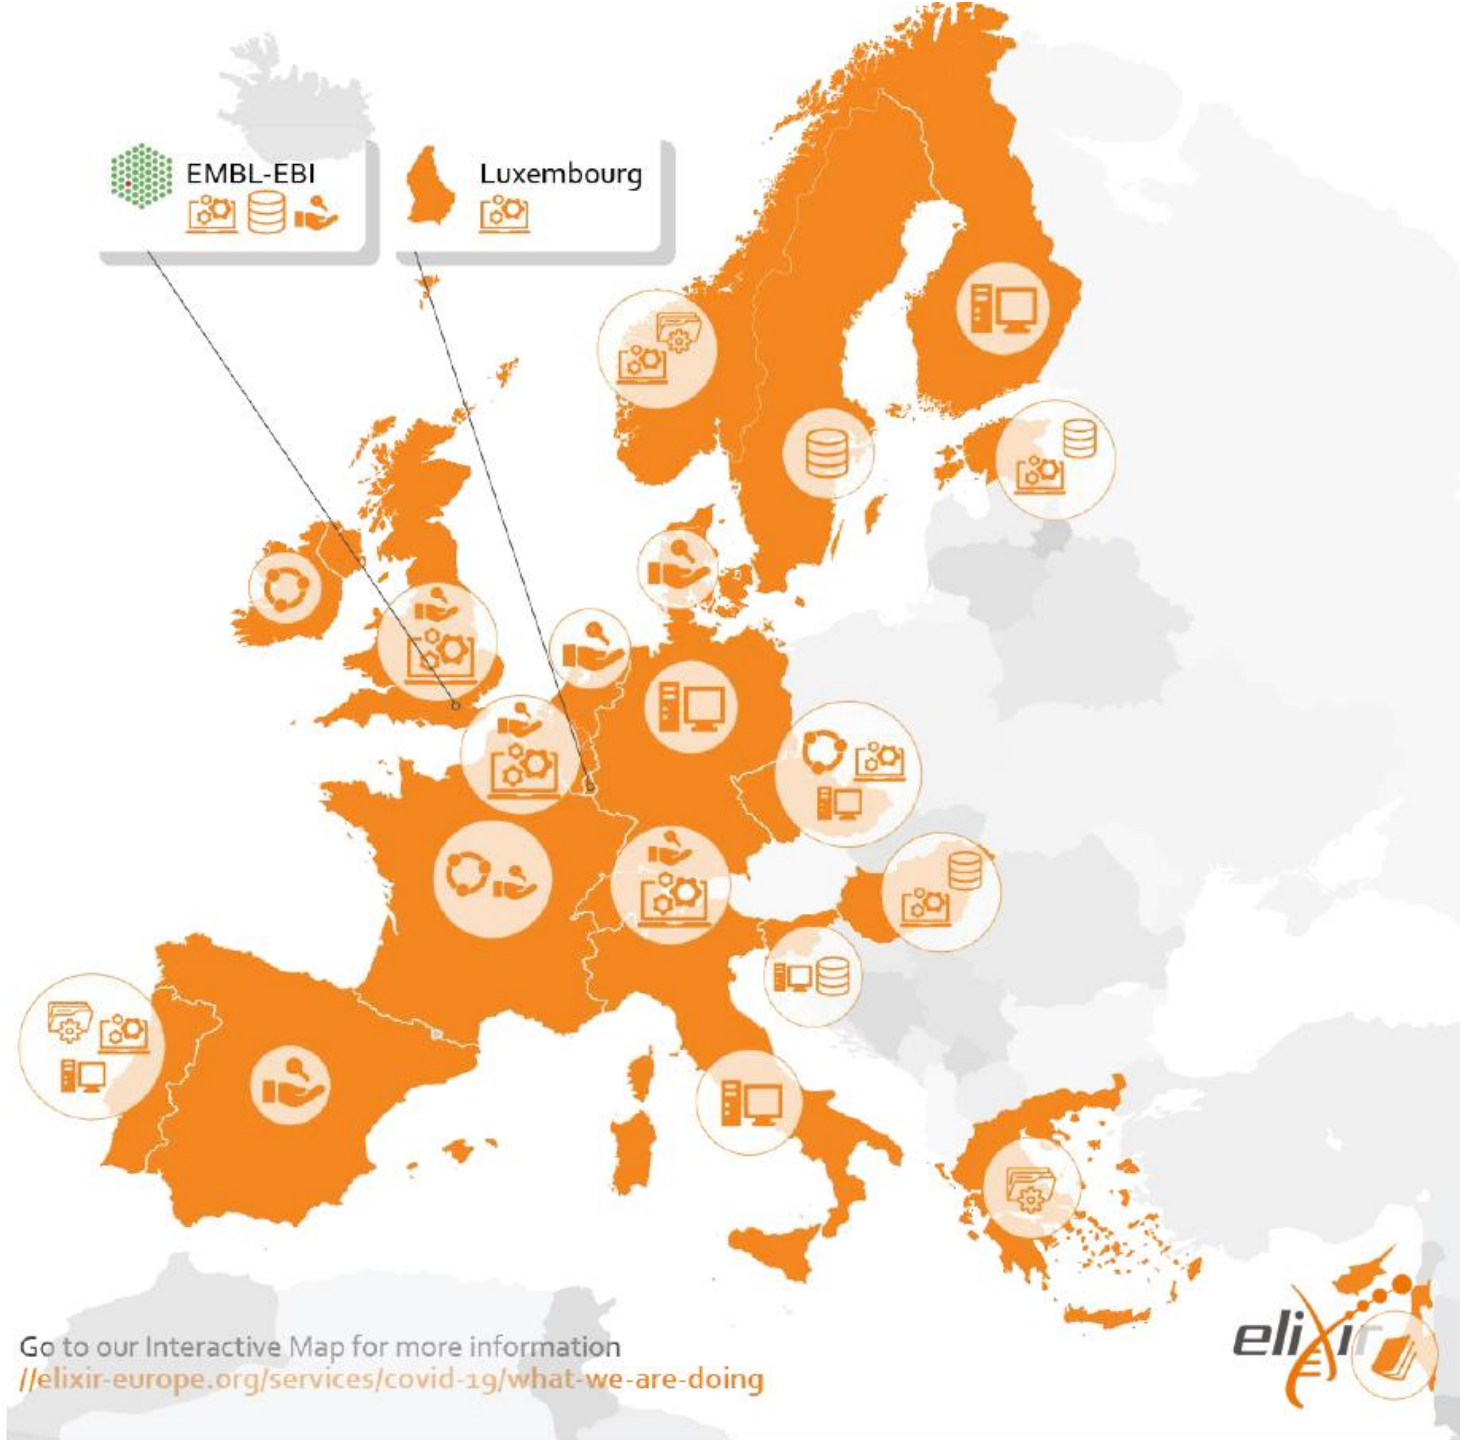 EMBL-EBI
Luxembourg
Go to our Interactive Map for more information
//elixir-europe.org/services/covid-19/what-we-are-doing
elixir